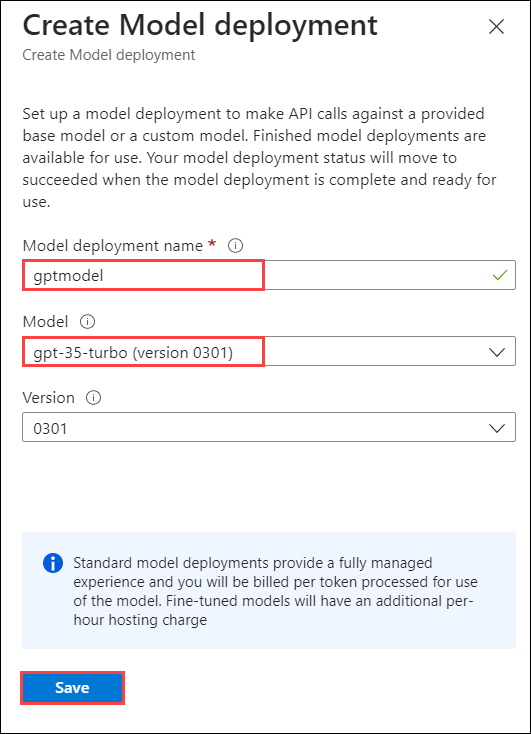 Create Model deployment
Create Model deployment
Set up a model deployment to make API calls against a provided
base model or a custom model. Finished model deployments are
available for use. Your model deployment status will move to
succeeded when the model deployment is complete and ready for
use.
Model deployment name *
gptmodel
Model
gpt-35-turbo (version 0301)
Version
0301
Standard model deployments provide a fully managed
experience and you will be billed per token processed for use
of the model. Fine-tuned models will have an additional per-
hour hosting charge
Save